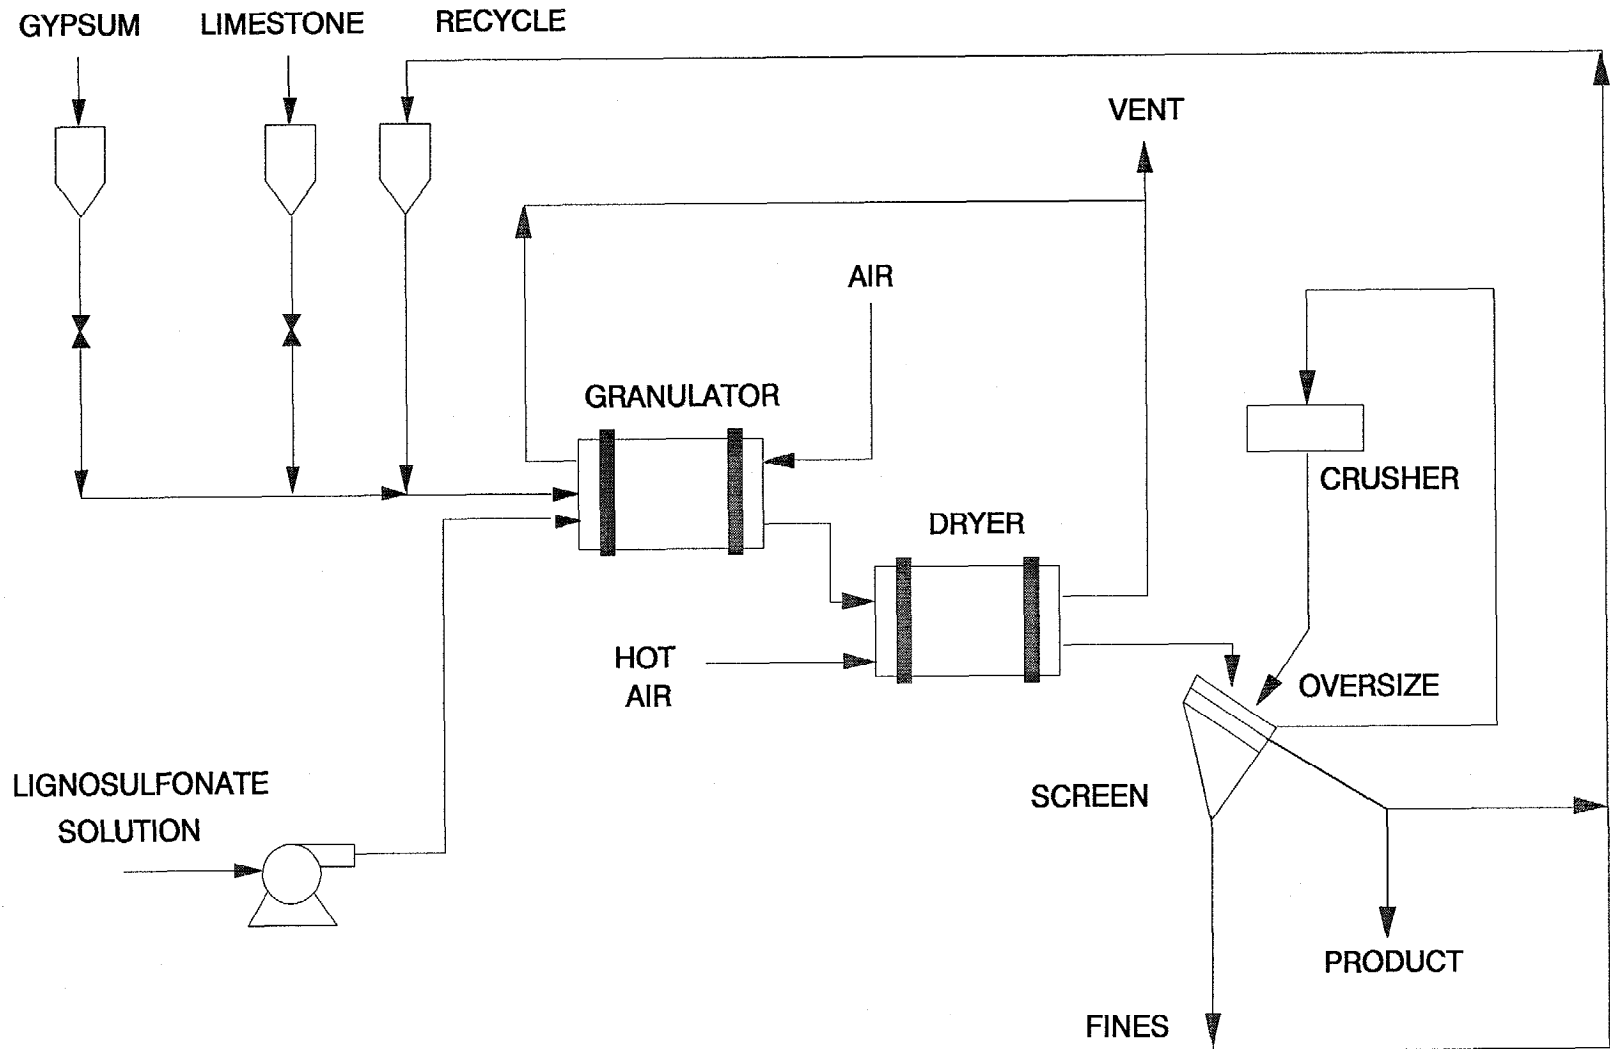 GYPSUM
LIMESTONE
RECYCLE
VENT
AIR
GRANULATOR
CRUSHER
DRYER
HOT
AIR
OVERSIZE
LIGNOSULFONATE
SOLUTION
SCREEN
PRODUCT
FINES